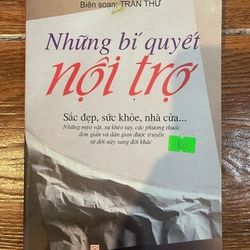 Biên soạn: TRẦN THƯ
Những bí quyết
nội trợ
Sắc đẹp, sức khỏe, nhà cửa...
Những mẹo vặt, sự khéo tay, các phương thuốc
đơn giản và dân gian được truyền
từ đời này sang đời khác
30